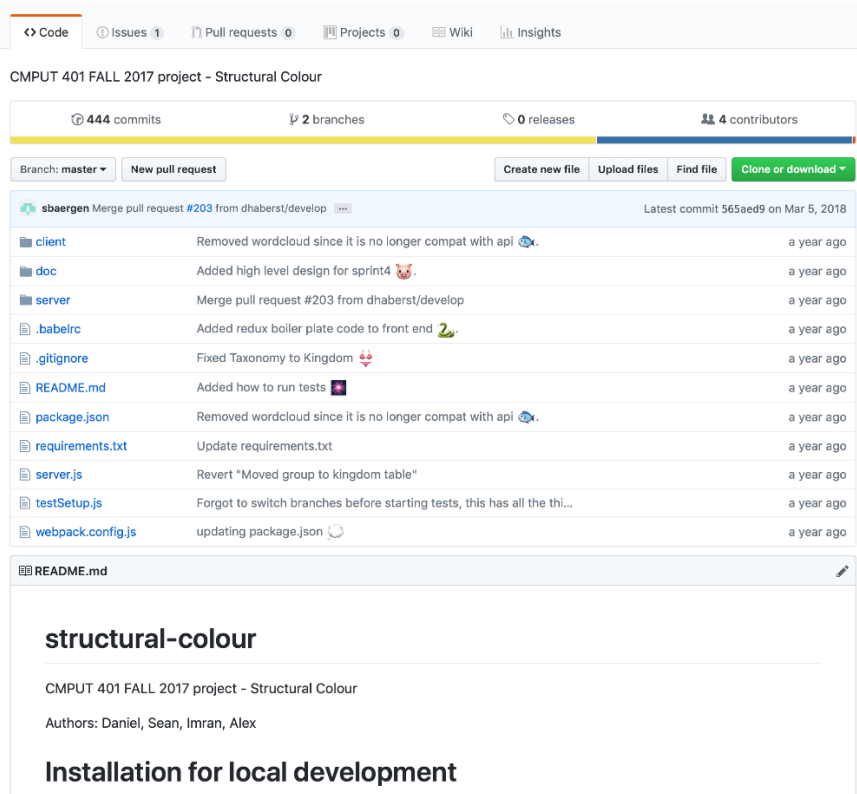 Code Issues 1 Pull requests 0 Projects 0 Wiki Insights
CMPUT 401 FALL 2017 project - Structural Colour
444 commits 2 branches 0 releases 4 contributors
Branch: master New pull request Create new file Upload files Find file Clone or download
sbaergen Merge pull request #203 from dhaberst/develop ... Latest commit 565aed9 on Mar 5, 2018
client Removed wordcloud since it is no longer compat with api 🐟. a year ago
doc Added high level design for sprint4 🐷. a year ago
server Merge pull request #203 from dhaberst/develop a year ago
.babelrc Added redux boiler plate code to front end 🐍. a year ago
.gitignore Fixed Taxonomy to Kingdom 👙 a year ago
README.md Added how to run tests 🎆 a year ago
package.json Removed wordcloud since it is no longer compat with api 🐟. a year ago
requirements.txt Update requirements.txt a year ago
server.js Revert "Moved group to kingdom table" a year ago
testSetup.js Forgot to switch branches before starting tests, this has all the thi... a year ago
webpack.config.js updating package.json 💭 a year ago
README.md
structural-colour
CMPUT 401 FALL 2017 project - Structural Colour
Authors: Daniel, Sean, Imran, Alex
Installation for local development